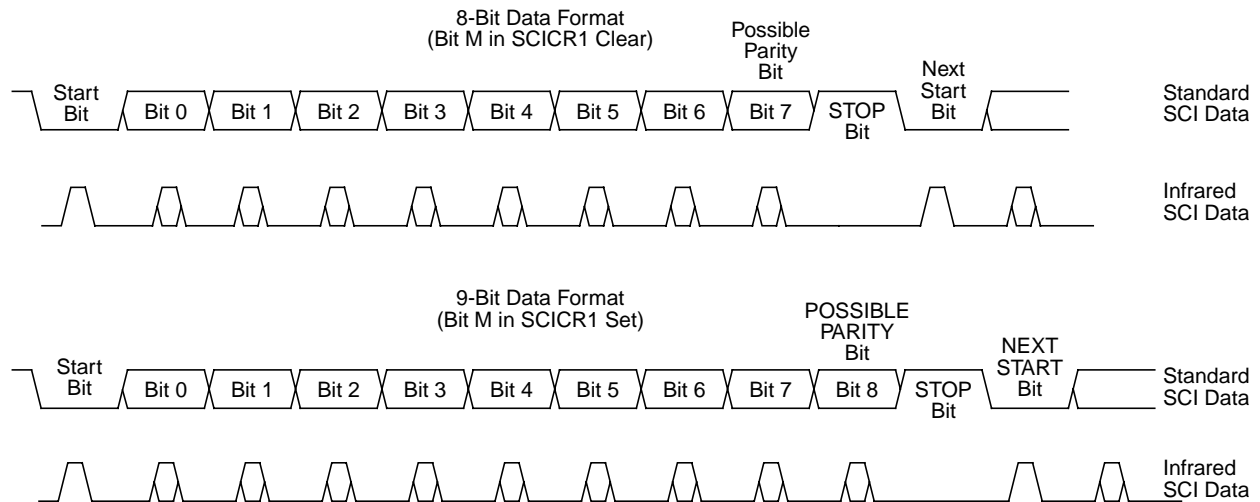 8-Bit Data Format
(Bit M in SCICR1 Clear)
Possible
Parity
Bit
Start
Bit
Bit 0
Bit 1
Bit 2
Bit 3
Bit 4
Bit 5
Bit 6
Bit 7
STOP
Bit
Next
Start
Bit
Standard
SCI Data
Infrared
SCI Data
9-Bit Data Format
(Bit M in SCICR1 Set)
POSSIBLE
PARITY
Bit
Start
Bit
Bit 0
Bit 1
Bit 2
Bit 3
Bit 4
Bit 5
Bit 6
Bit 7
Bit 8
STOP
Bit
NEXT
START
Bit
Standard
SCI Data
Infrared
SCI Data